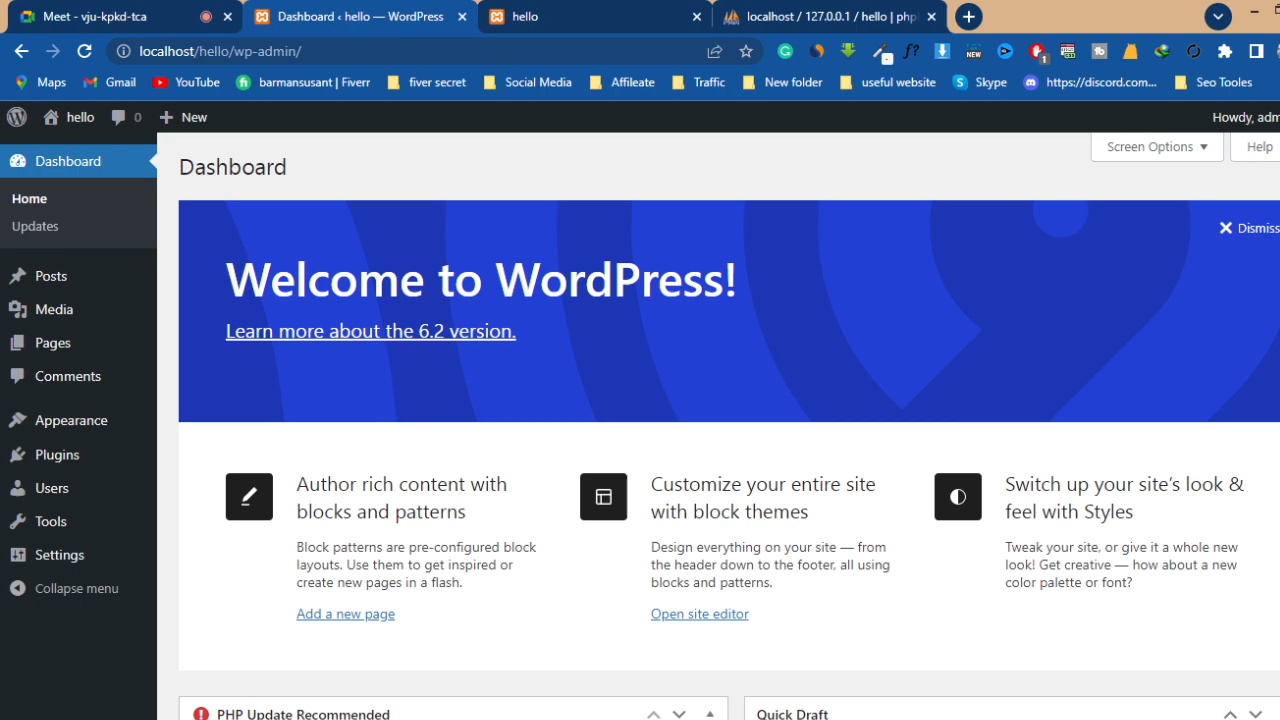 Meet - vju-kpkd-tca
Dashboard ‹ hello — WordPress
hello
localhost / 127.0.0.1 / hello | php
localhost/hello/wp-admin/
f?
NEW
1
Maps
Gmail
YouTube
barmansusant | Fiverr
fiver secret
Social Media
Affileate
Traffic
New folder
useful website
Skype
https://discord.com...
Seo Tooles
hello
0
New
Howdy, adm
Dashboard
Home
Updates
Posts
Media
Pages
Comments
Appearance
Plugins
Users
Tools
Settings
Collapse menu
Screen Options
Help
Dashboard
Dismiss
Welcome to WordPress!
Learn more about the 6.2 version.
Author rich content with
blocks and patterns
Block patterns are pre-configured block
layouts. Use them to get inspired or
create new pages in a flash.
Add a new page
Customize your entire site
with block themes
Design everything on your site — from
the header down to the footer, all using
blocks and patterns.
Open site editor
Switch up your site's look &
feel with Styles
Tweak your site, or give it a whole new
look! Get creative — how about a new
color palette or font?
PHP Update Recommended
Quick Draft